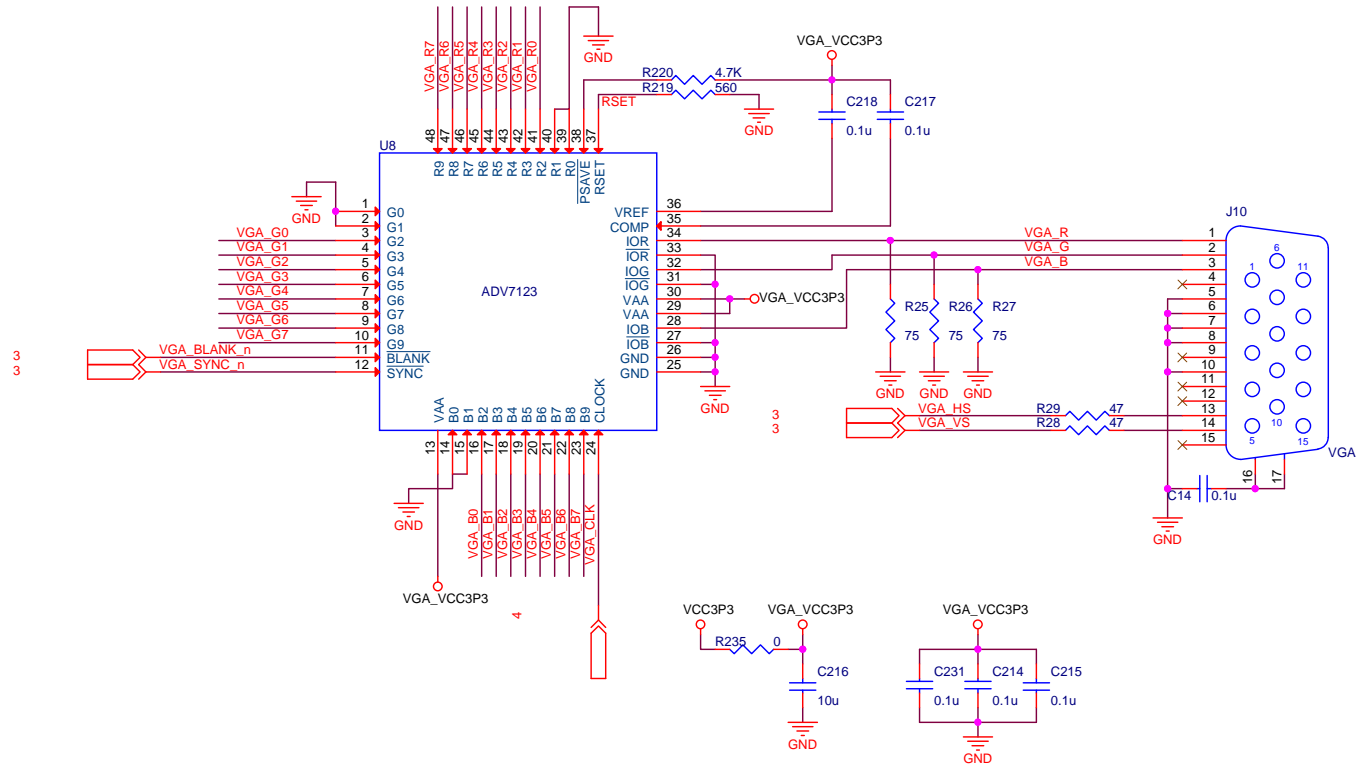 VGA_R7
VGA_R6
VGA_R5
VGA_R4
VGA_R3
VGA_R2
VGA_R1
VGA_R0
GND
VGA_VCC3P3
R220 4.7K
R219 560
RSET
GND
C218
0.1u
C217
0.1u
48 47 46 45 44 43 42 41 40 39 38 37
U8
R9 R8 R7 R6 R5 R4 R3 R2 R1 R0 PSAVE RSET
GND
1 G0
2 G1
VGA_G0 3 G2
VGA_G1 4 G3
VGA_G2 5 G4
VGA_G3 6 G5
VGA_G4 7 G6
VGA_G5 8 G7
VGA_G6 9 G8
VGA_G7 10 G9
3 VGA_BLANK_n 11 BLANK
3 VGA_SYNC_n 12 SYNC
ADV7123
VREF 36
COMP 35
IOR 34 VGA_R
IOR 33 VGA_G
IOG 32 VGA_B
IOG 31
VAA 30 VGA_VCC3P3
VAA 29
IOB 28
IOB 27
GND 26
GND 25
GND
R25 75
R26 75
R27 75
GND
GND
GND
3 VGA_HS R29 47
3 VGA_VS R28 47
J10
1
2
3
4
5
6
7
8
9
10
11
12
13
14
15
6
1
11
5
10
15
VGA
16
17
C14 0.1u
GND
VAA B0 B1 B2 B3 B4 B5 B6 B7 B8 B9 CLOCK
13 14 15 16 17 18 19 20 21 22 23 24
GND
VGA_B0
VGA_B1
VGA_B2
VGA_B3
VGA_B4
VGA_B5
VGA_B6
VGA_B7
VGA_CLK
VGA_VCC3P3
4
VCC3P3
VGA_VCC3P3
R235 0
C216
10u
GND
VGA_VCC3P3
C231
0.1u
C214
0.1u
C215
0.1u
GND